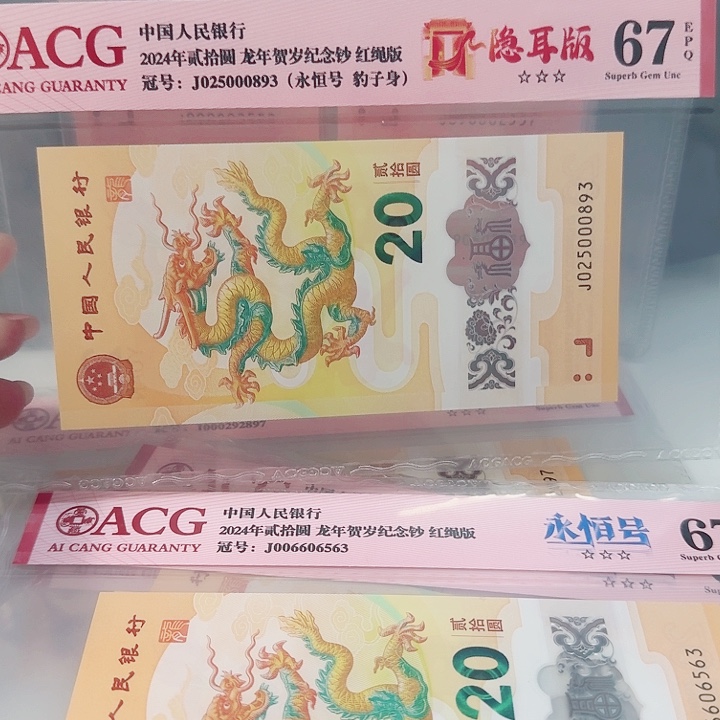 ACG
CANG GUARANTY
中国人民银行
2024年贰拾圆 龙年贺岁纪念钞 红绳版
冠号：J025000893（永恒号 豹子身）
隐耳版
☆☆☆
67
EPQ
Superb Gem Unc
中国人民银行
贰拾圆
20
J025000893
AI CANG GUARANTY
1000292897
ACG
AI CANG GUARANTY
中国人民银行
2024年贰拾圆 龙年贺岁纪念钞 红绳版
冠号：J006606563
永恒号
☆☆☆
67
Superb
人民银行
贰拾圆
20
606563